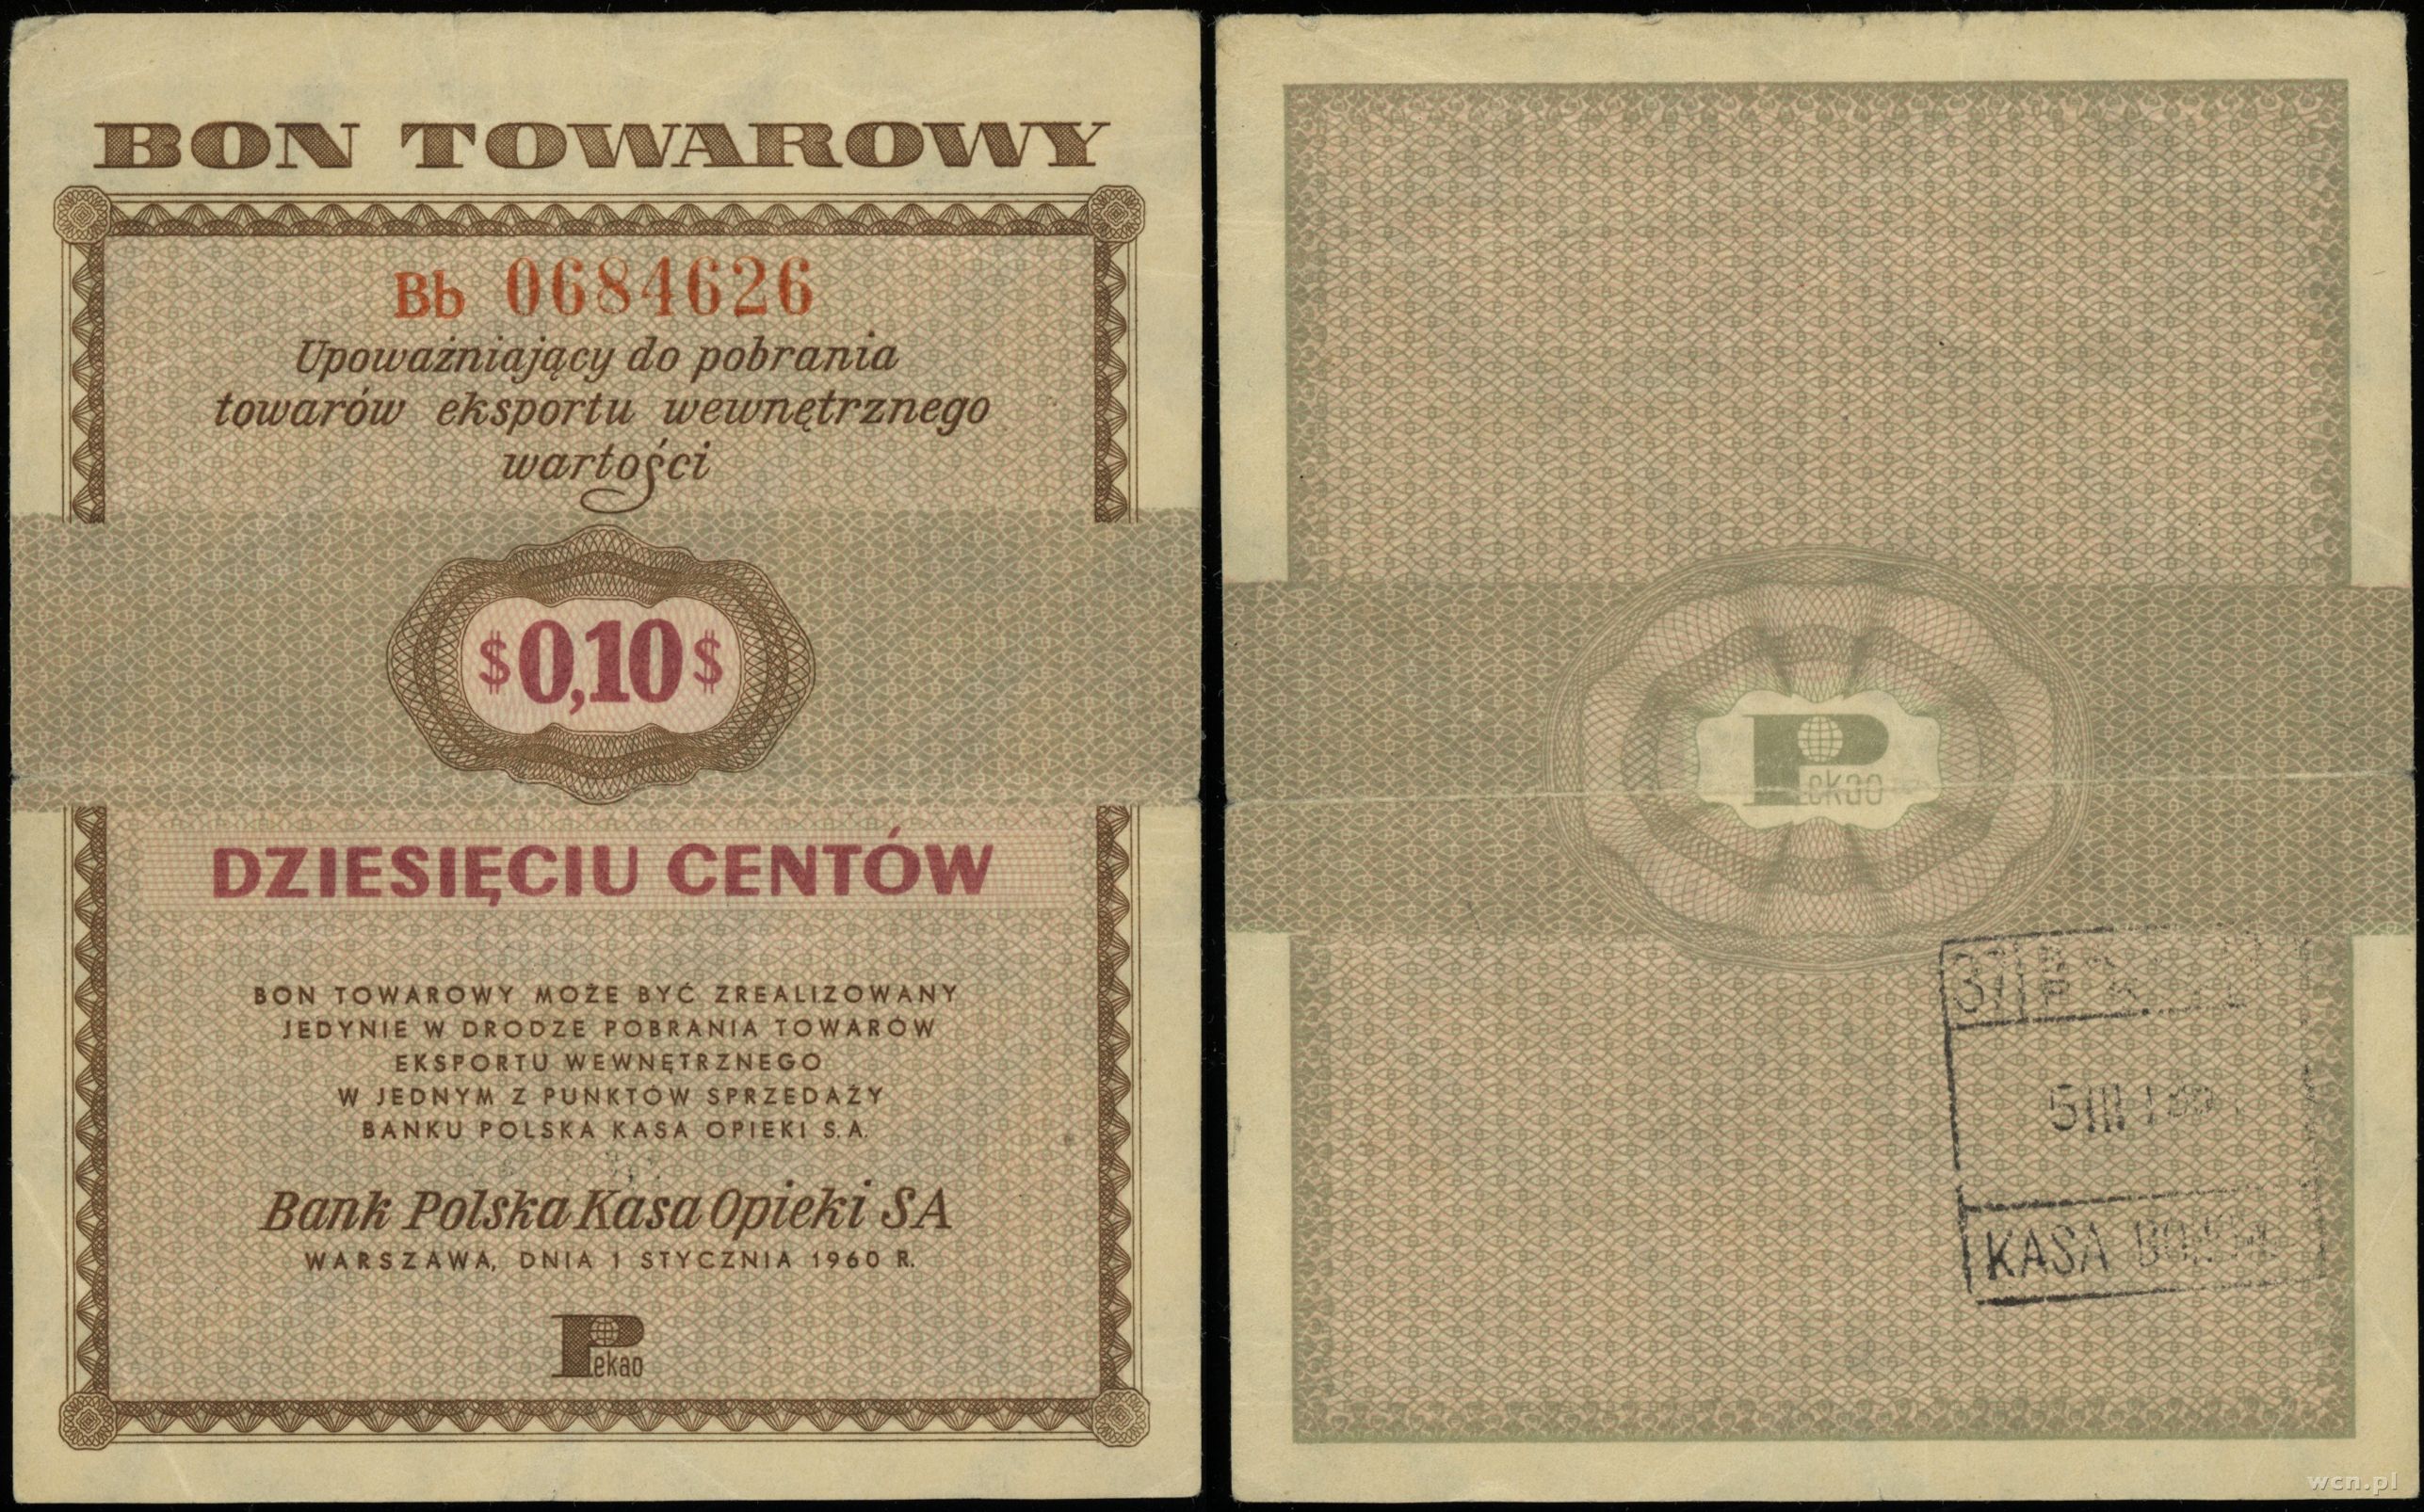 BON TOWAROWY
Bb 0684626
Upoważniający do pobrania
towarów eksportu wewnętrznego
wartości
$0,10$
DZIESIĘCIU CENTÓW
BON TOWAROWY MOŻE BYĆ ZREALIZOWANY
JEDYNIE W DRODZE POBRANIA TOWARÓW
EKSPORTU WEWNĘTRZNEGO
W JEDNYM Z PUNKTÓW SPRZEDAŻY
BANKU POLSKA KASA OPIEKI S.A.
Bank Polska Kasa Opieki SA
WARSZAWA, DNIA 1 STYCZNIA 1960 R.
Pekao
Pekao
KASA
wcn.pl